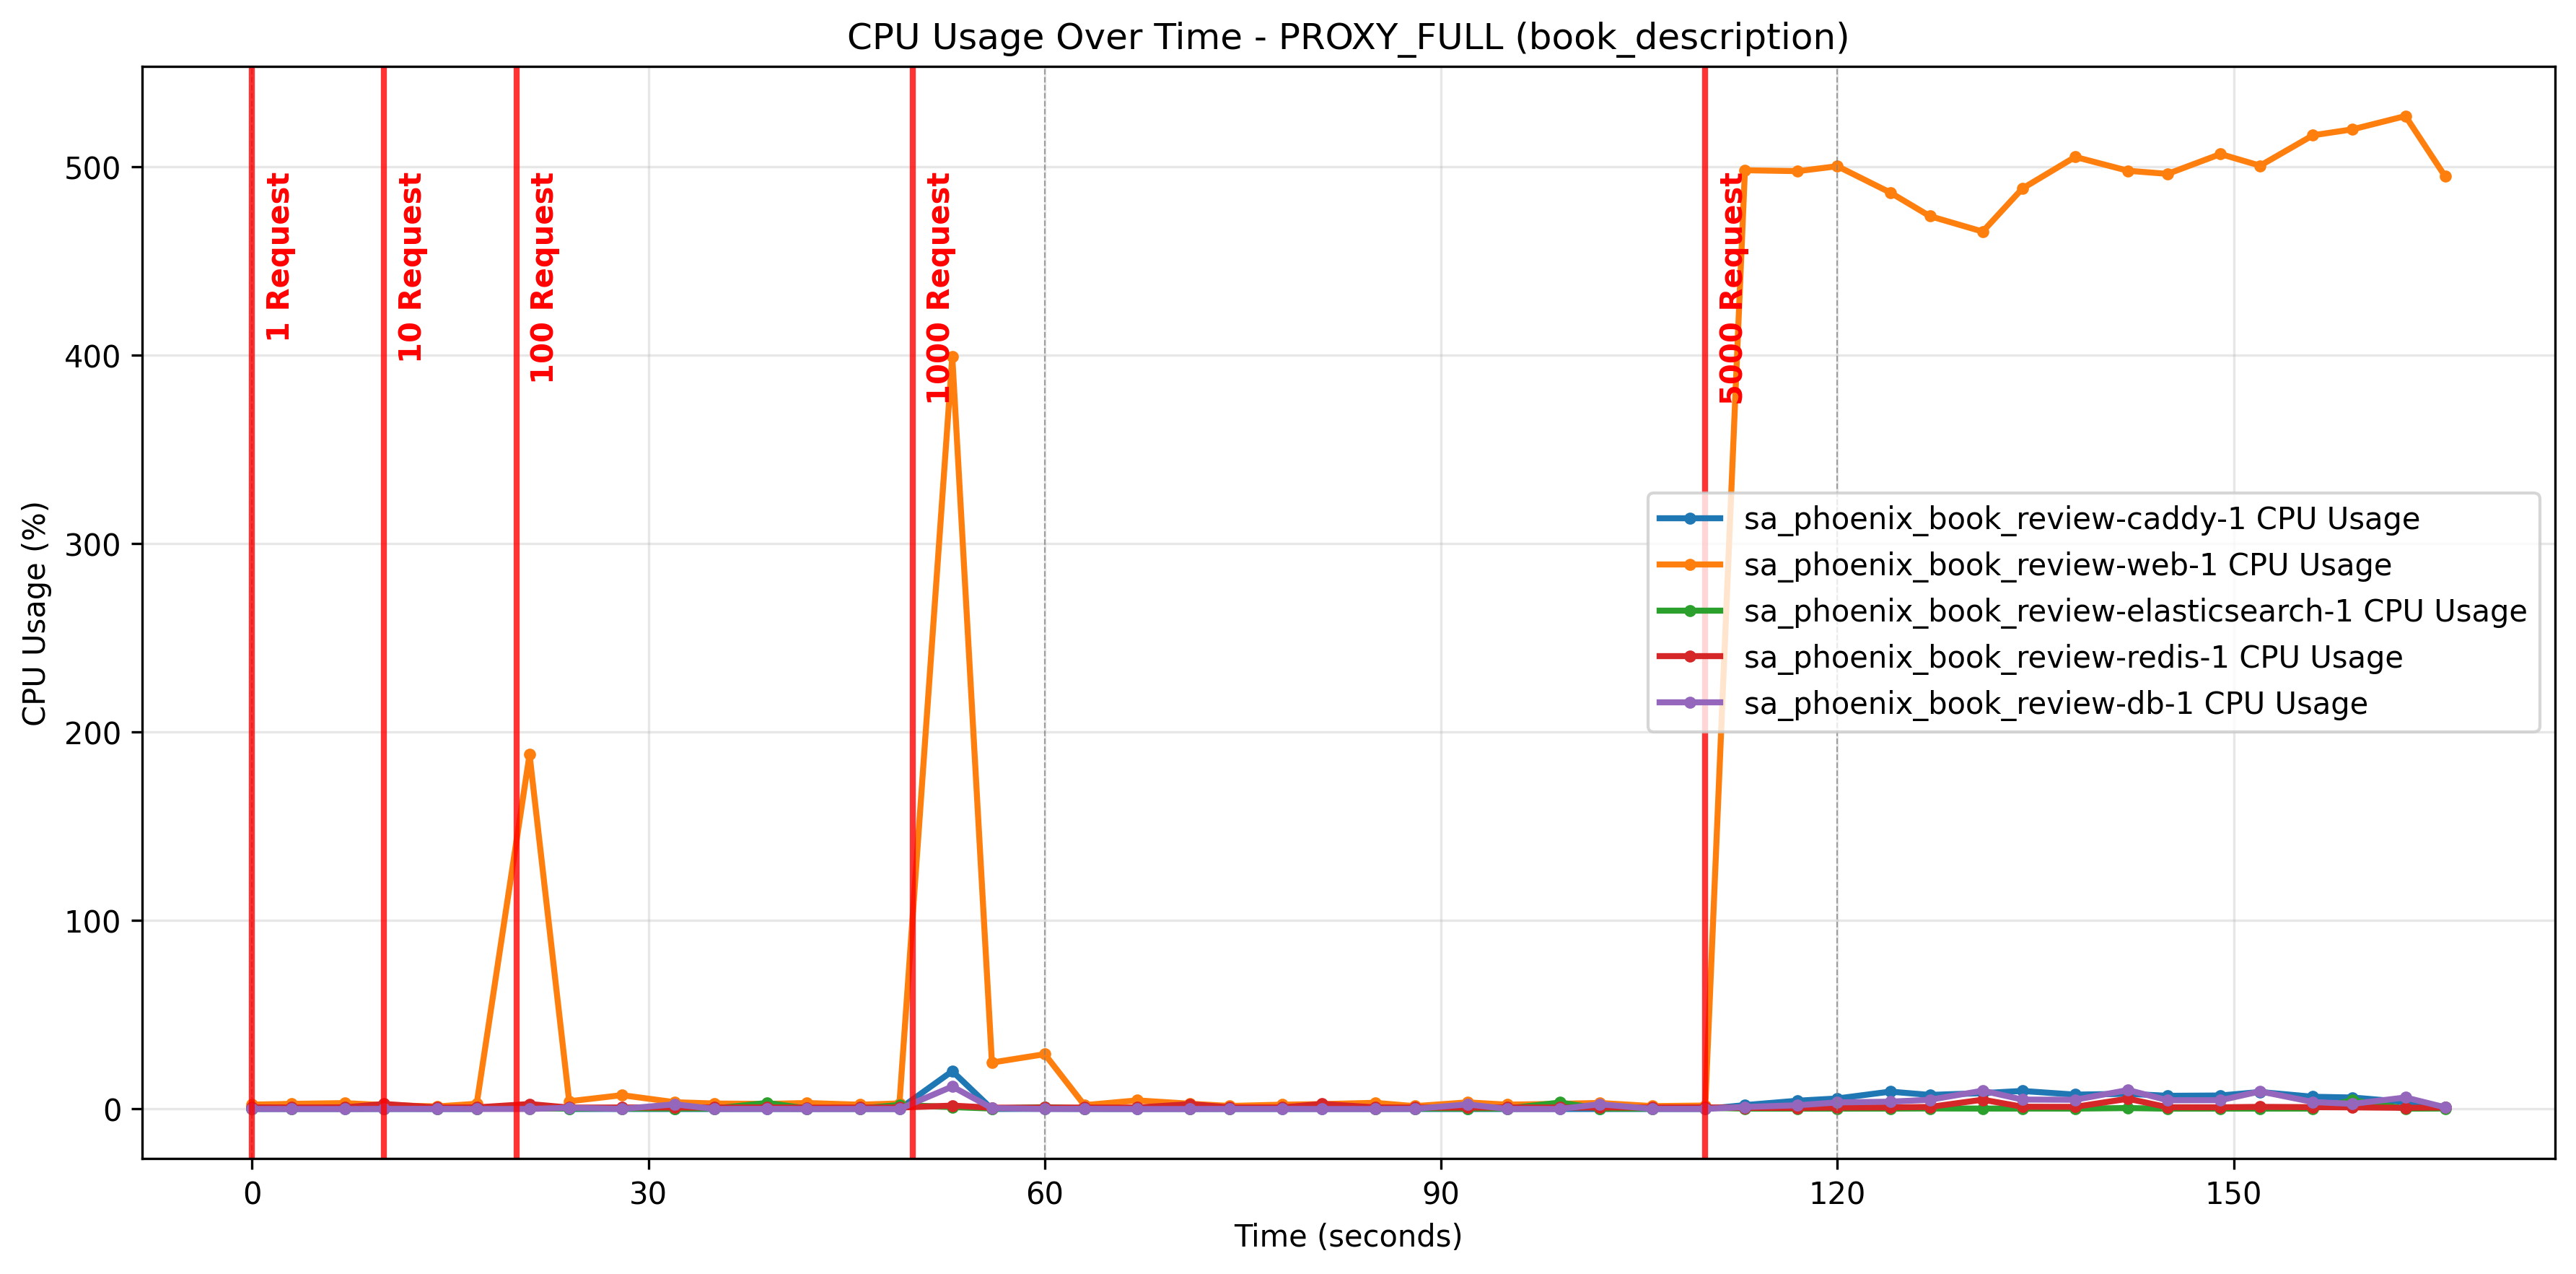 CPU Usage Over Time - PROXY_FULL (book_description)
CPU Usage (%)
500
400
300
200
100
0
1 Request
10 Request
100 Request
1000 Request
5000 Request
sa_phoenix_book_review-caddy-1 CPU Usage
sa_phoenix_book_review-web-1 CPU Usage
sa_phoenix_book_review-elasticsearch-1 CPU Usage
sa_phoenix_book_review-redis-1 CPU Usage
sa_phoenix_book_review-db-1 CPU Usage
0 30 60 90 120 150
Time (seconds)